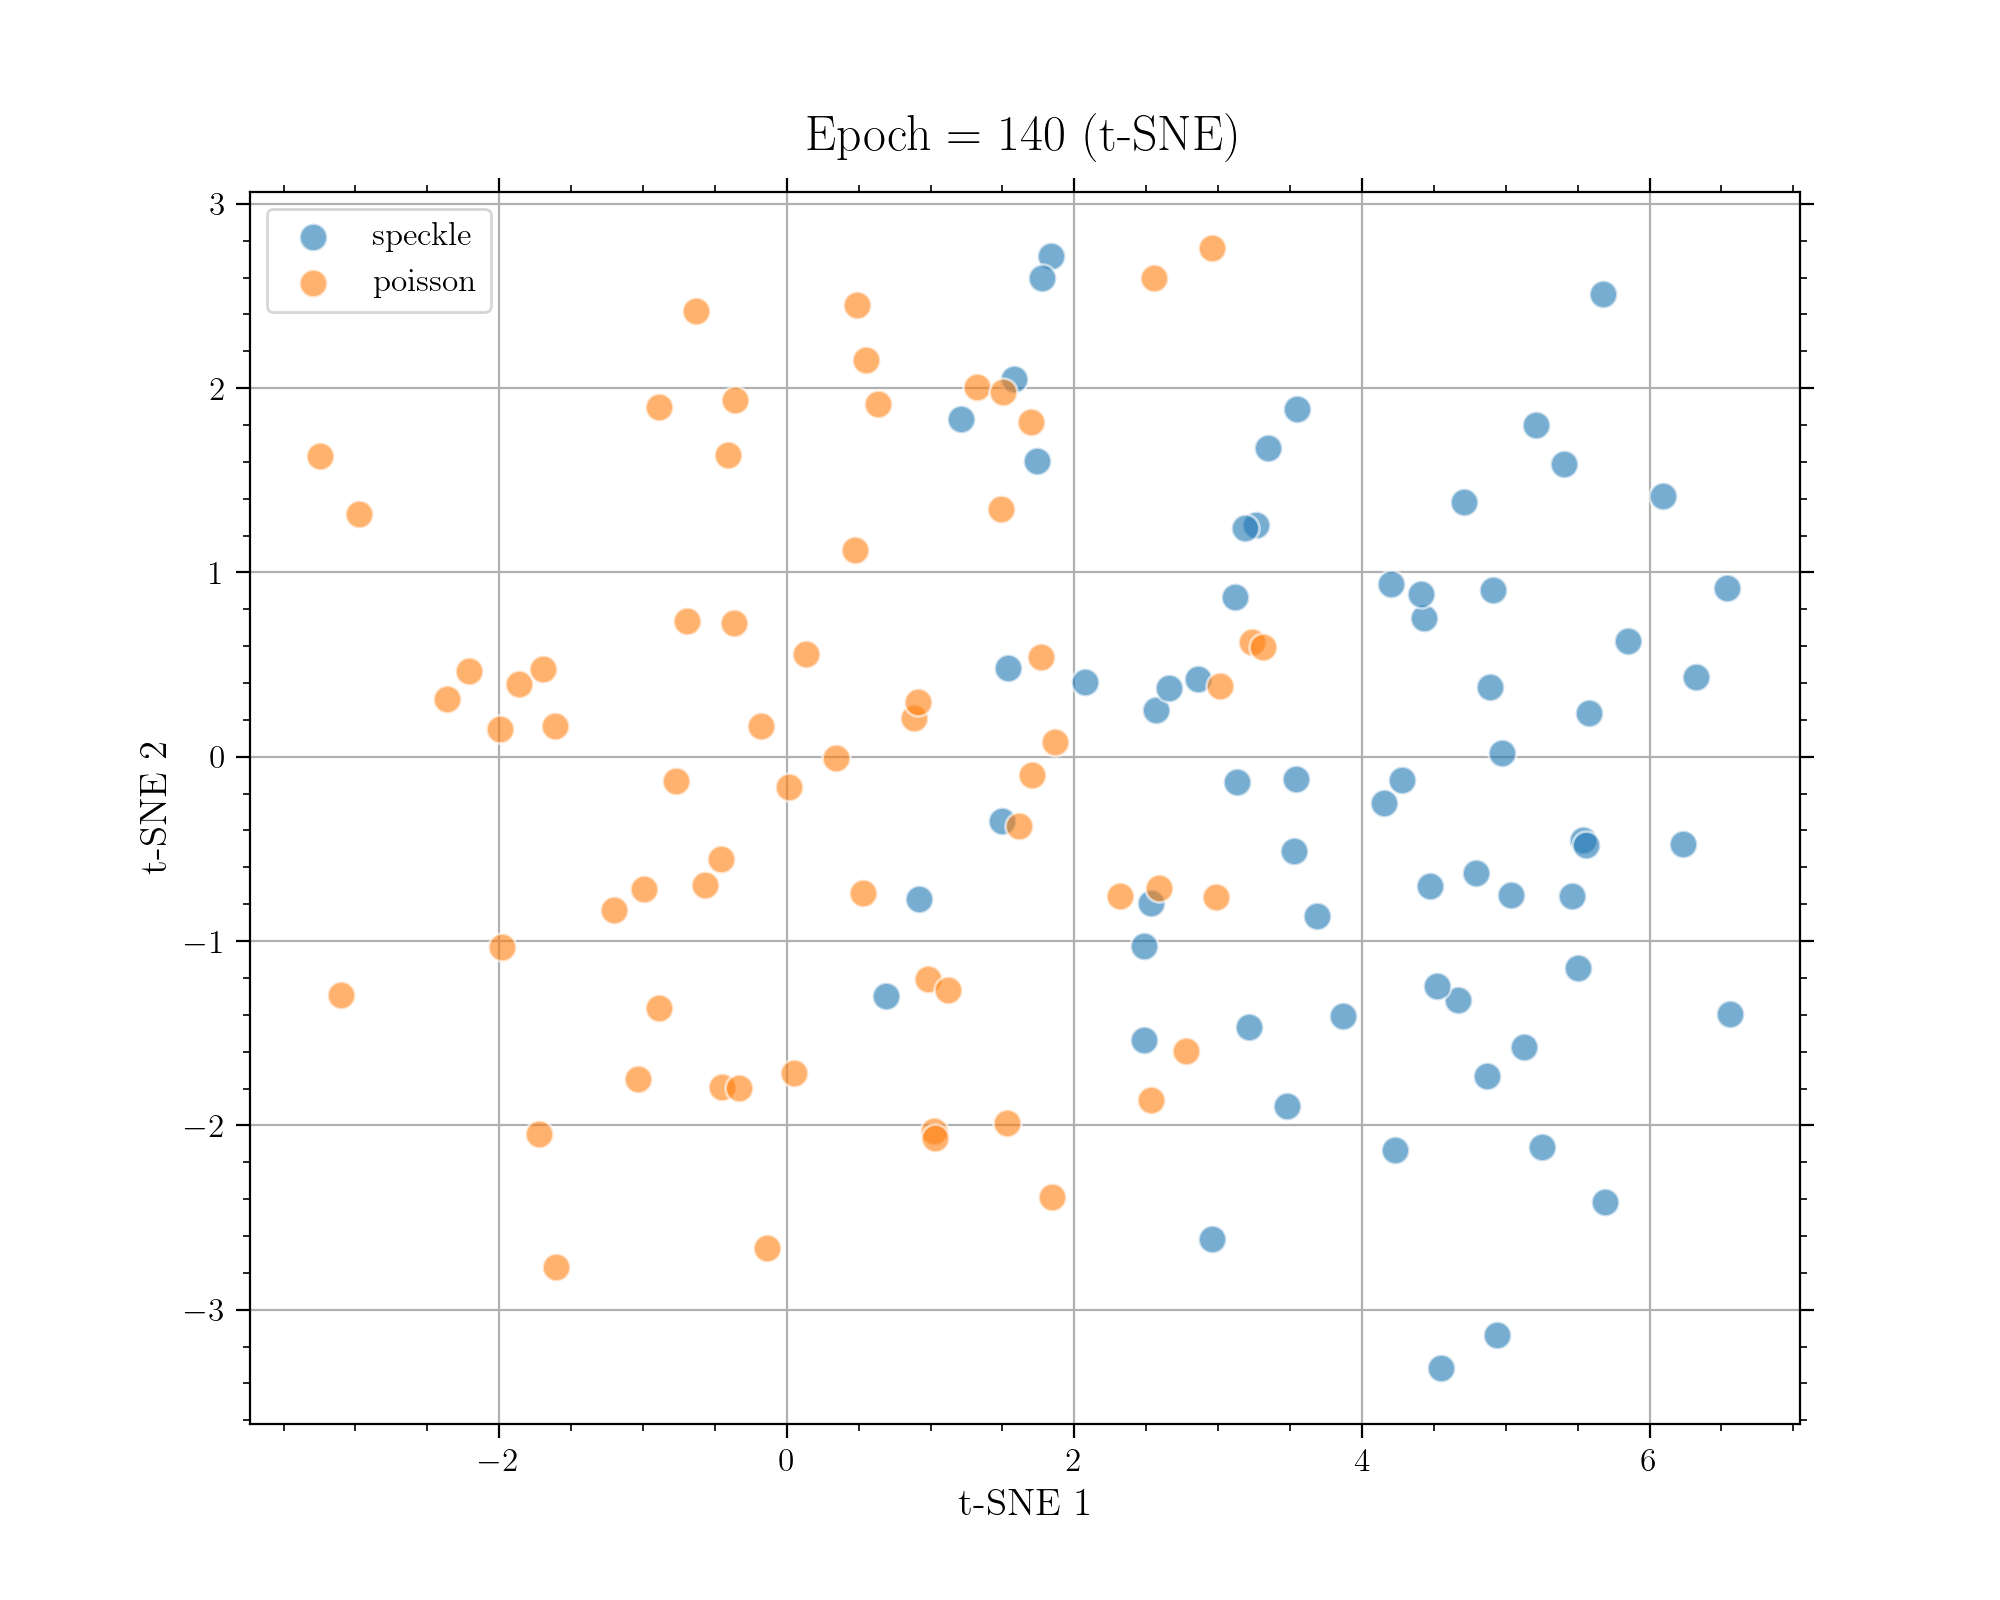 Epoch = 140 (t-SNE)
speckle
poisson
3
2
1
0
−1
−2
−3
t-SNE 2
−2 0 2 4 6
t-SNE 1